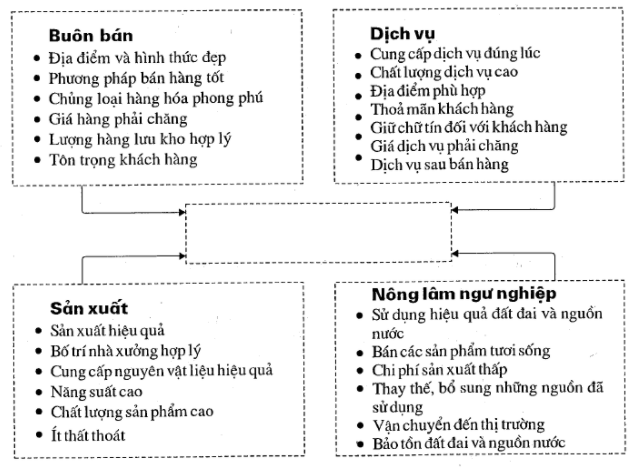 Buôn bán
• Địa điểm và hình thức đẹp
• Phương pháp bán hàng tốt
• Chủng loại hàng hóa phong phú
• Giá hàng phải chăng
• Lượng hàng lưu kho hợp lý
• Tôn trọng khách hàng
Dịch vụ
• Cung cấp dịch vụ đúng lúc
• Chất lượng dịch vụ cao
• Địa điểm phù hợp
• Thoả mãn khách hàng
• Giữ chữ tín đối với khách hàng
• Giá dịch vụ phải chăng
• Dịch vụ sau bán hàng
Sản xuất
• Sản xuất hiệu quả
• Bố trí nhà xưởng hợp lý
• Cung cấp nguyên vật liệu hiệu quả
• Năng suất cao
• Chất lượng sản phẩm cao
• Ít thất thoát
Nông lâm ngư nghiệp
• Sử dụng hiệu quả đất đai và nguồn
nước
• Bán các sản phẩm tươi sống
• Chi phí sản xuất thấp
• Thay thế, bổ sung những nguồn đã
sử dụng
• Vận chuyển đến thị trường
• Bảo tồn đất đai và nguồn nước